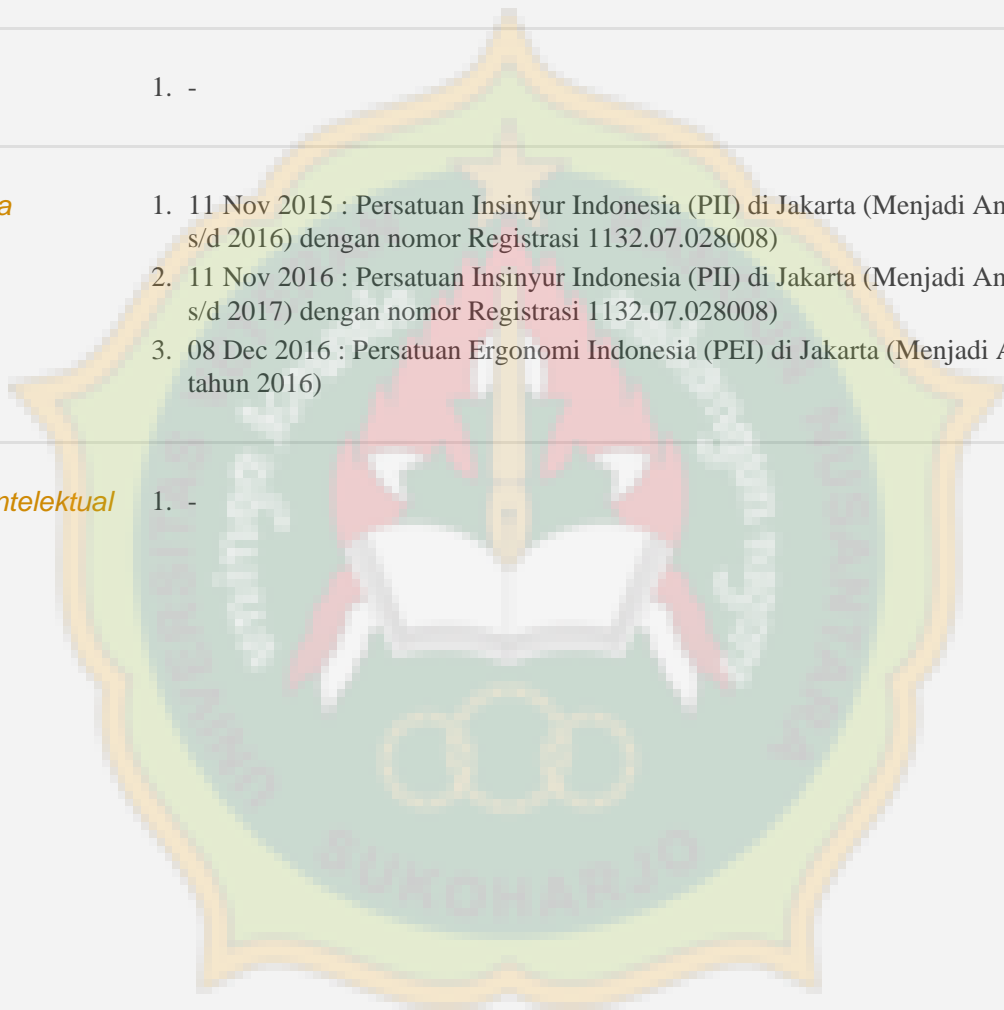 1. -
a
1. 11 Nov 2015 : Persatuan Insinyur Indonesia (PII) di Jakarta (Menjadi An
s/d 2016) dengan nomor Registrasi 1132.07.028008)
2. 11 Nov 2016 : Persatuan Insinyur Indonesia (PII) di Jakarta (Menjadi An
s/d 2017) dengan nomor Registrasi 1132.07.028008)
3. 08 Dec 2016 : Persatuan Ergonomi Indonesia (PEI) di Jakarta (Menjadi A
tahun 2016)
ntelektual 1. -
UNIVERSITAS
NUSANTARA
SUKOHARJO